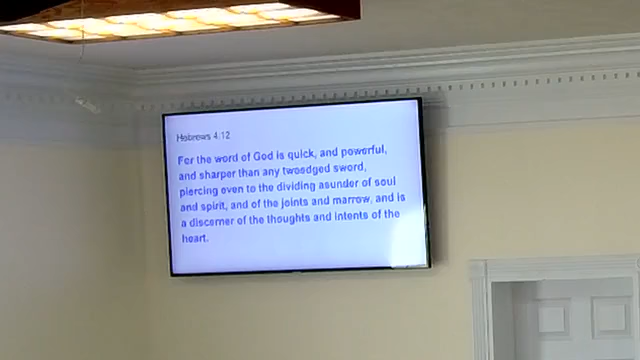 Hebrews 4:12
For the word of God is quick, and powerful,
and sharper than any twoedged sword,
piercing even to the dividing asunder of soul
and spirit, and of the joints and marrow, and is
a discerner of the thoughts and intents of the
heart.